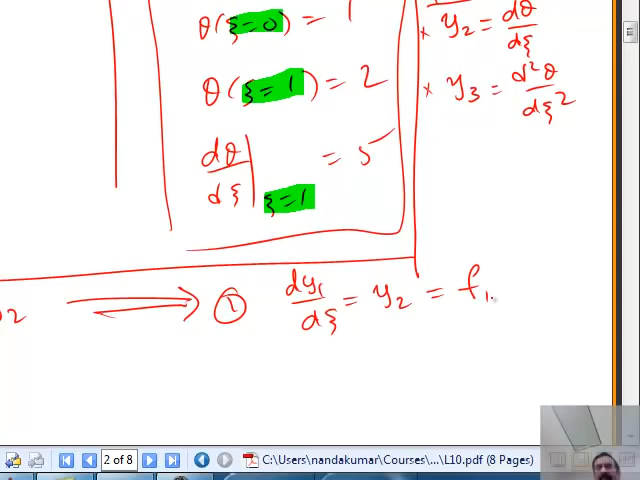 θ(ξ=0) = 1
θ(ξ=1) = 2
dθ/dξ|ξ=1 = 5
× y2 = dθ/dξ
× y3 = d²θ/dξ²
2 ① dy1/dξ = y2 = f1
2 of 8 C:\Users\nandakumar\Courses\...\L10.pdf (8 Pages)